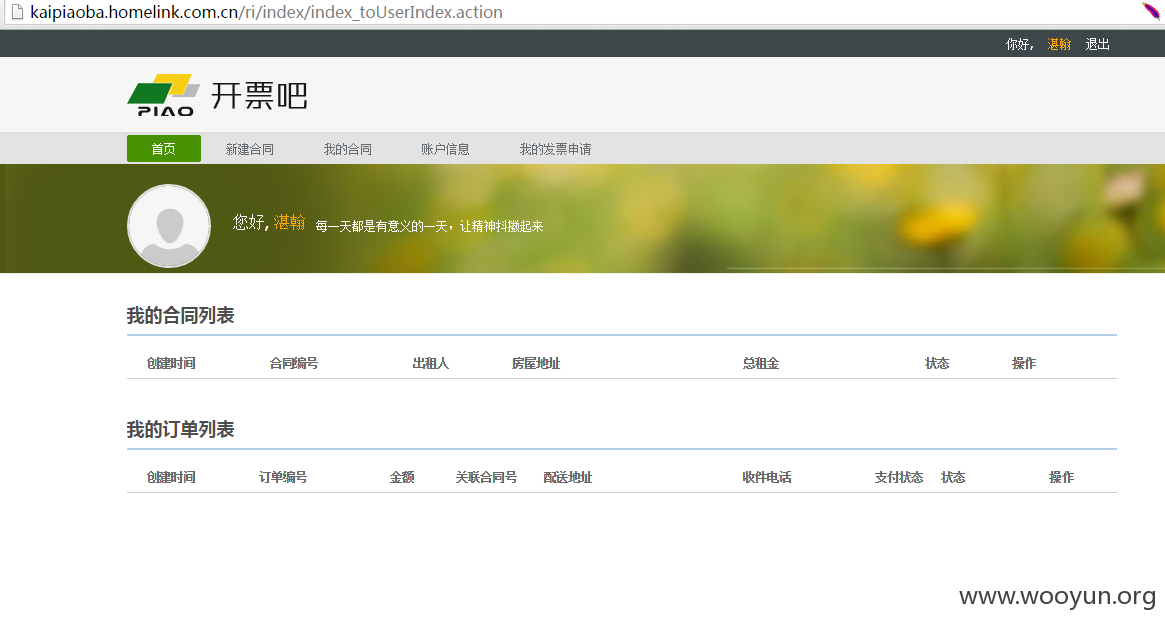 kaipiaoba.homelink.com.cn/ri/index/index_toUserIndex.action
你好, 湛翰 退出
PIAO 开票吧
首页 新建合同 我的合同 账户信息 我的发票申请
您好, 湛翰 每一天都是有意义的一天，让精神抖擞起来
我的合同列表
创建时间 合同编号 出租人 房屋地址 总租金 状态 操作
我的订单列表
创建时间 订单编号 金额 关联合同号 配送地址 收件电话 支付状态 状态 操作
www.wooyun.org